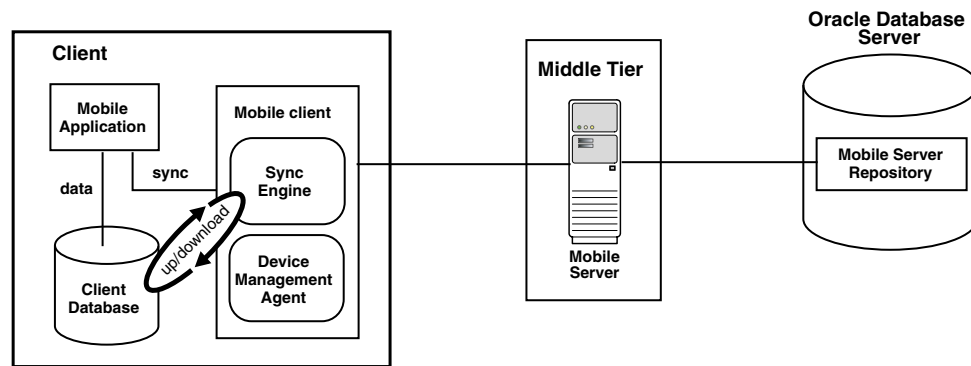 Client
Mobile
Application
data
sync
Client
Database
up/download
Mobile client
Sync
Engine
Device
Management
Agent
Middle Tier
Mobile
Server
Oracle Database
Server
Mobile Server
Repository